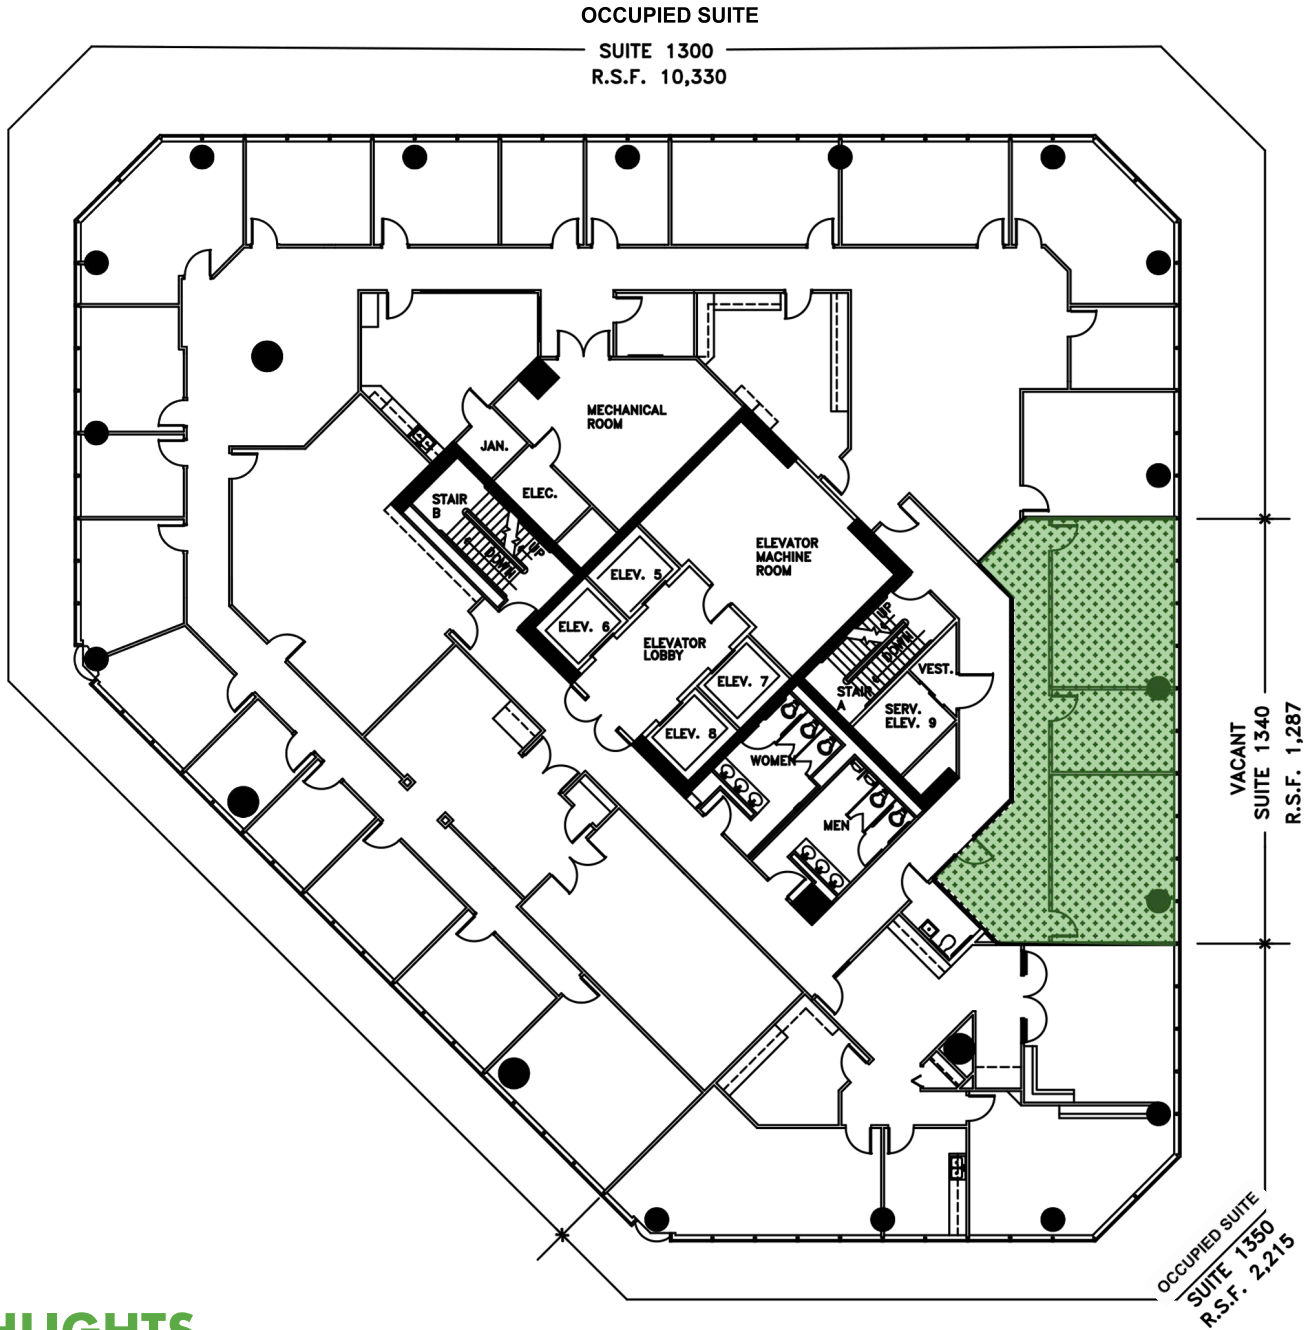 OCCUPIED SUITE
SUITE 1300
R.S.F. 10,330
MECHANICAL
ROOM
JAN.
ELEC.
STAIR
B
UP
DOWN
ELEVATOR
MACHINE
ROOM
ELEV. 5
ELEV. 6
ELEVATOR
LOBBY
UP
DOWN
VEST.
ELEV. 7
STAIR
A
SERV.
ELEV. 9
ELEV. 8
WOMEN
MEN
VACANT
SUITE 1340
R.S.F. 1,287
OCCUPIED SUITE
SUITE 1350
R.S.F. 2,215
HLIGHTS